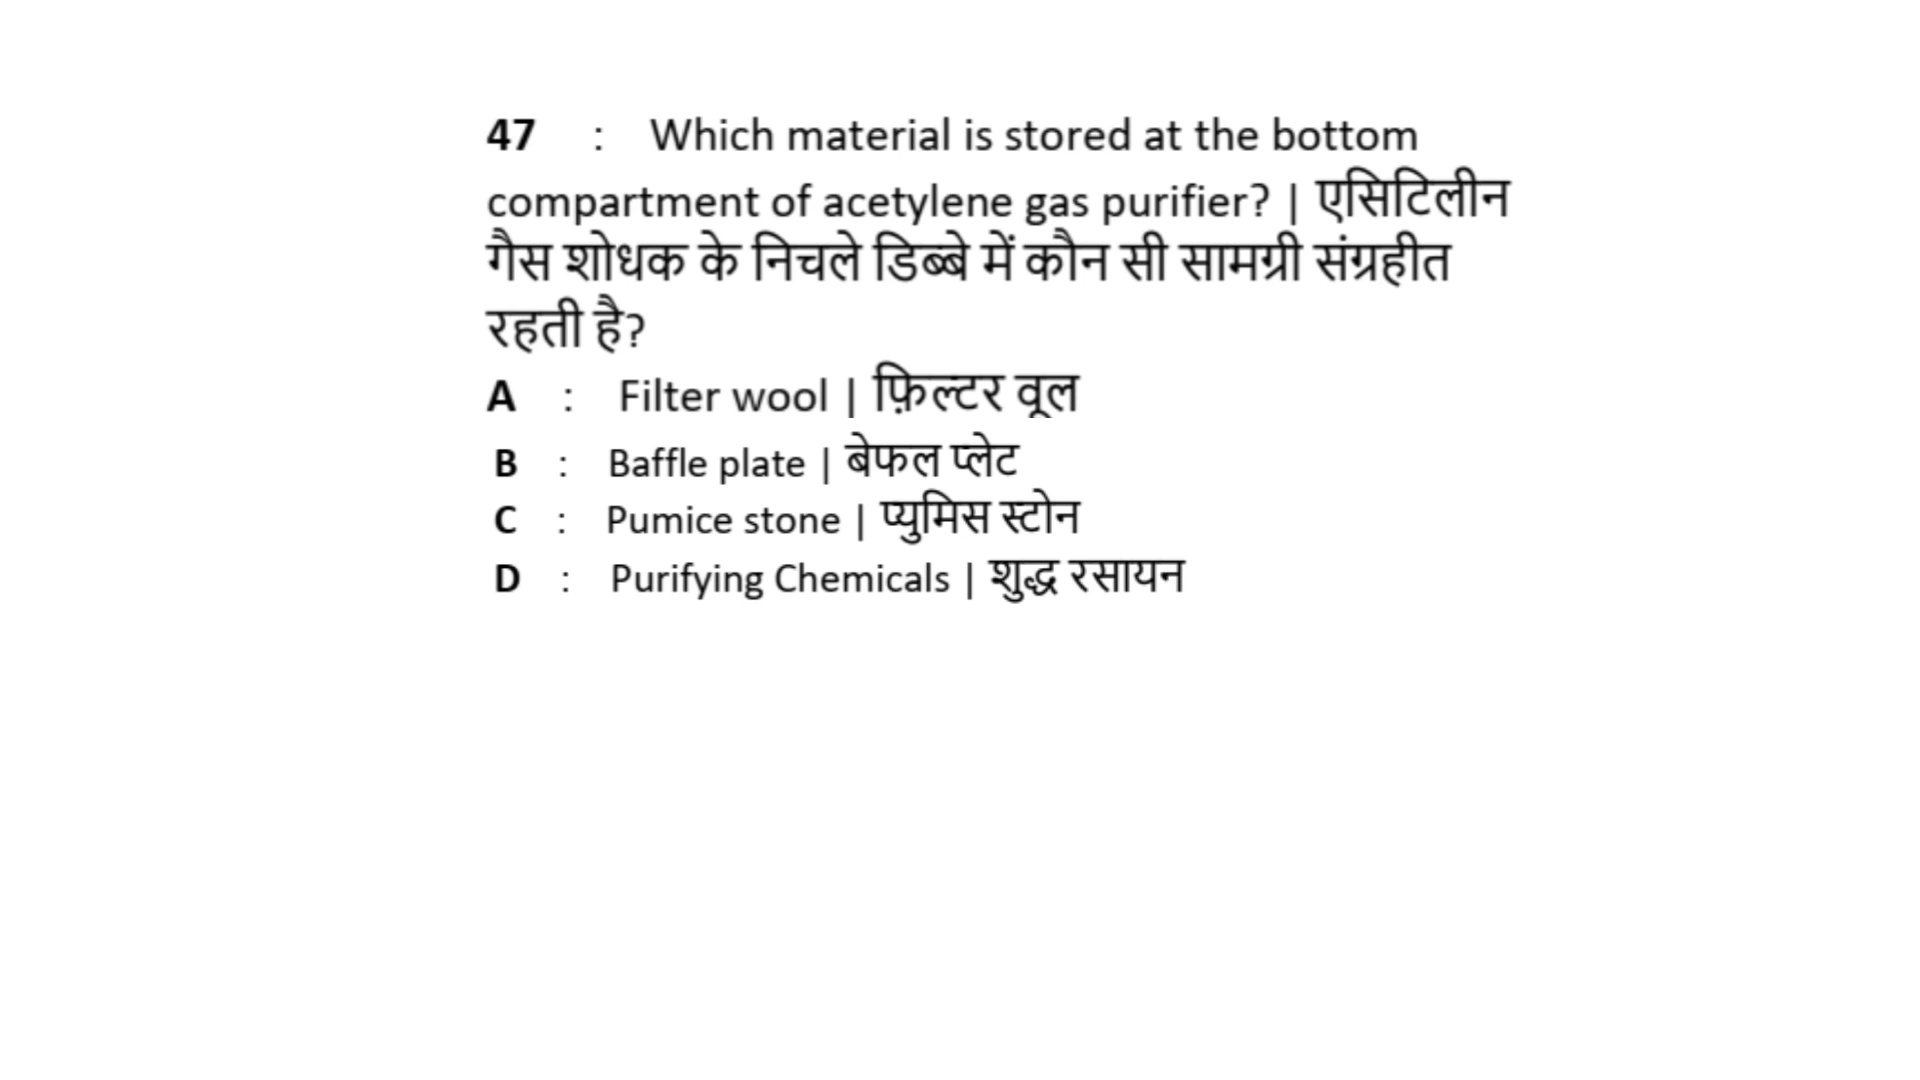 47 : Which material is stored at the bottom
compartment of acetylene gas purifier? | एसिटिलीन
गैस शोधक के निचले डिब्बे में कौन सी सामग्री संग्रहीत
रहती है?
A : Filter wool | फ़िल्टर वूल
B : Baffle plate | बेफल प्लेट
C : Pumice stone | प्युमिस स्टोन
D : Purifying Chemicals | शुद्ध रसायन